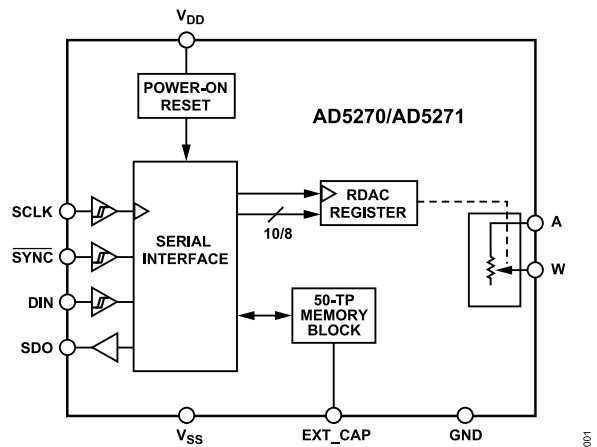 VDD
POWER-ON
RESET
AD5270/AD5271
SCLK
SYNC
DIN
SDO
SERIAL
INTERFACE
10/8
RDAC
REGISTER
A
W
50-TP
MEMORY
BLOCK
VSS
EXT_CAP
GND
001